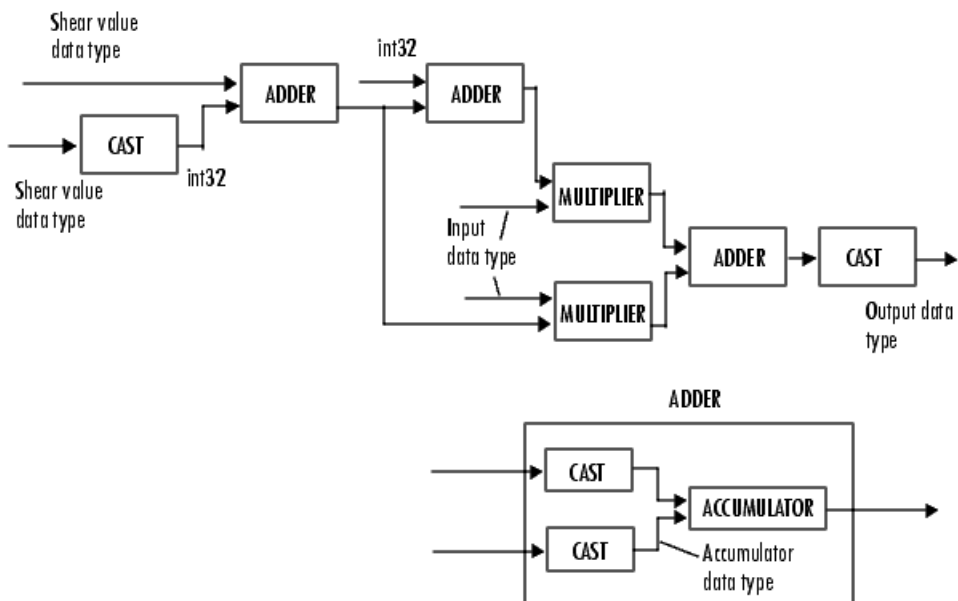 Shear value
data type
int32
ADDER
ADDER
CAST
int32
Shear value
data type
MULTIPLIER
Input
data type
ADDER
CAST
MULTIPLIER
Output data
type
ADDER
CAST
ACCUMULATOR
CAST
Accumulator
data type